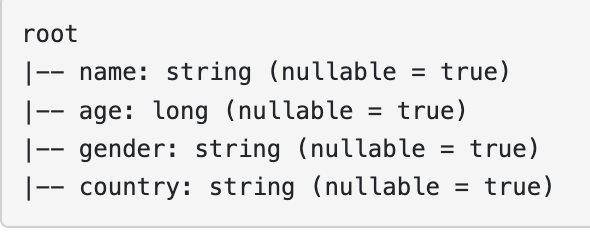 root
|-- name: string (nullable = true)
|-- age: long (nullable = true)
|-- gender: string (nullable = true)
|-- country: string (nullable = true)